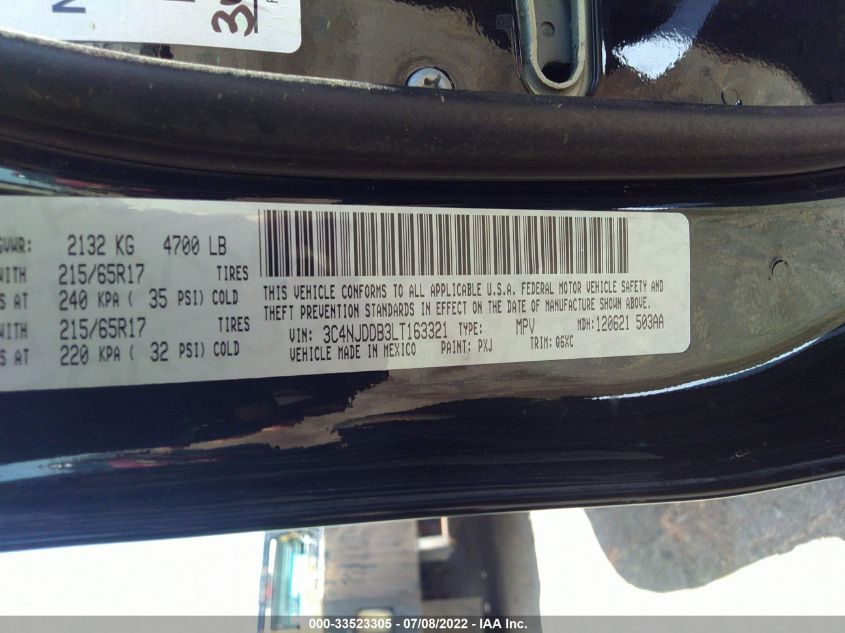 GVWR: 2132 KG 4700 LB
WITH 215/65R17 TIRES
S AT 240 KPA ( 35 PSI) COLD
WITH 215/65R17 TIRES
S AT 220 KPA ( 32 PSI) COLD
THIS VEHICLE CONFORMS TO ALL APPLICABLE U.S.A. FEDERAL MOTOR VEHICLE SAFETY AND
THEFT PREVENTION STANDARDS IN EFFECT ON THE DATE OF MANUFACTURE SHOWN ABOVE.
VIN: 3C4NJDDB3LT163321 TYPE: MPV MDH:120621 503AA
VEHICLE MADE IN MEXICO PAINT: PXJ TRIM: Q6XC
000-33523305 - 07/08/2022 - IAA Inc.